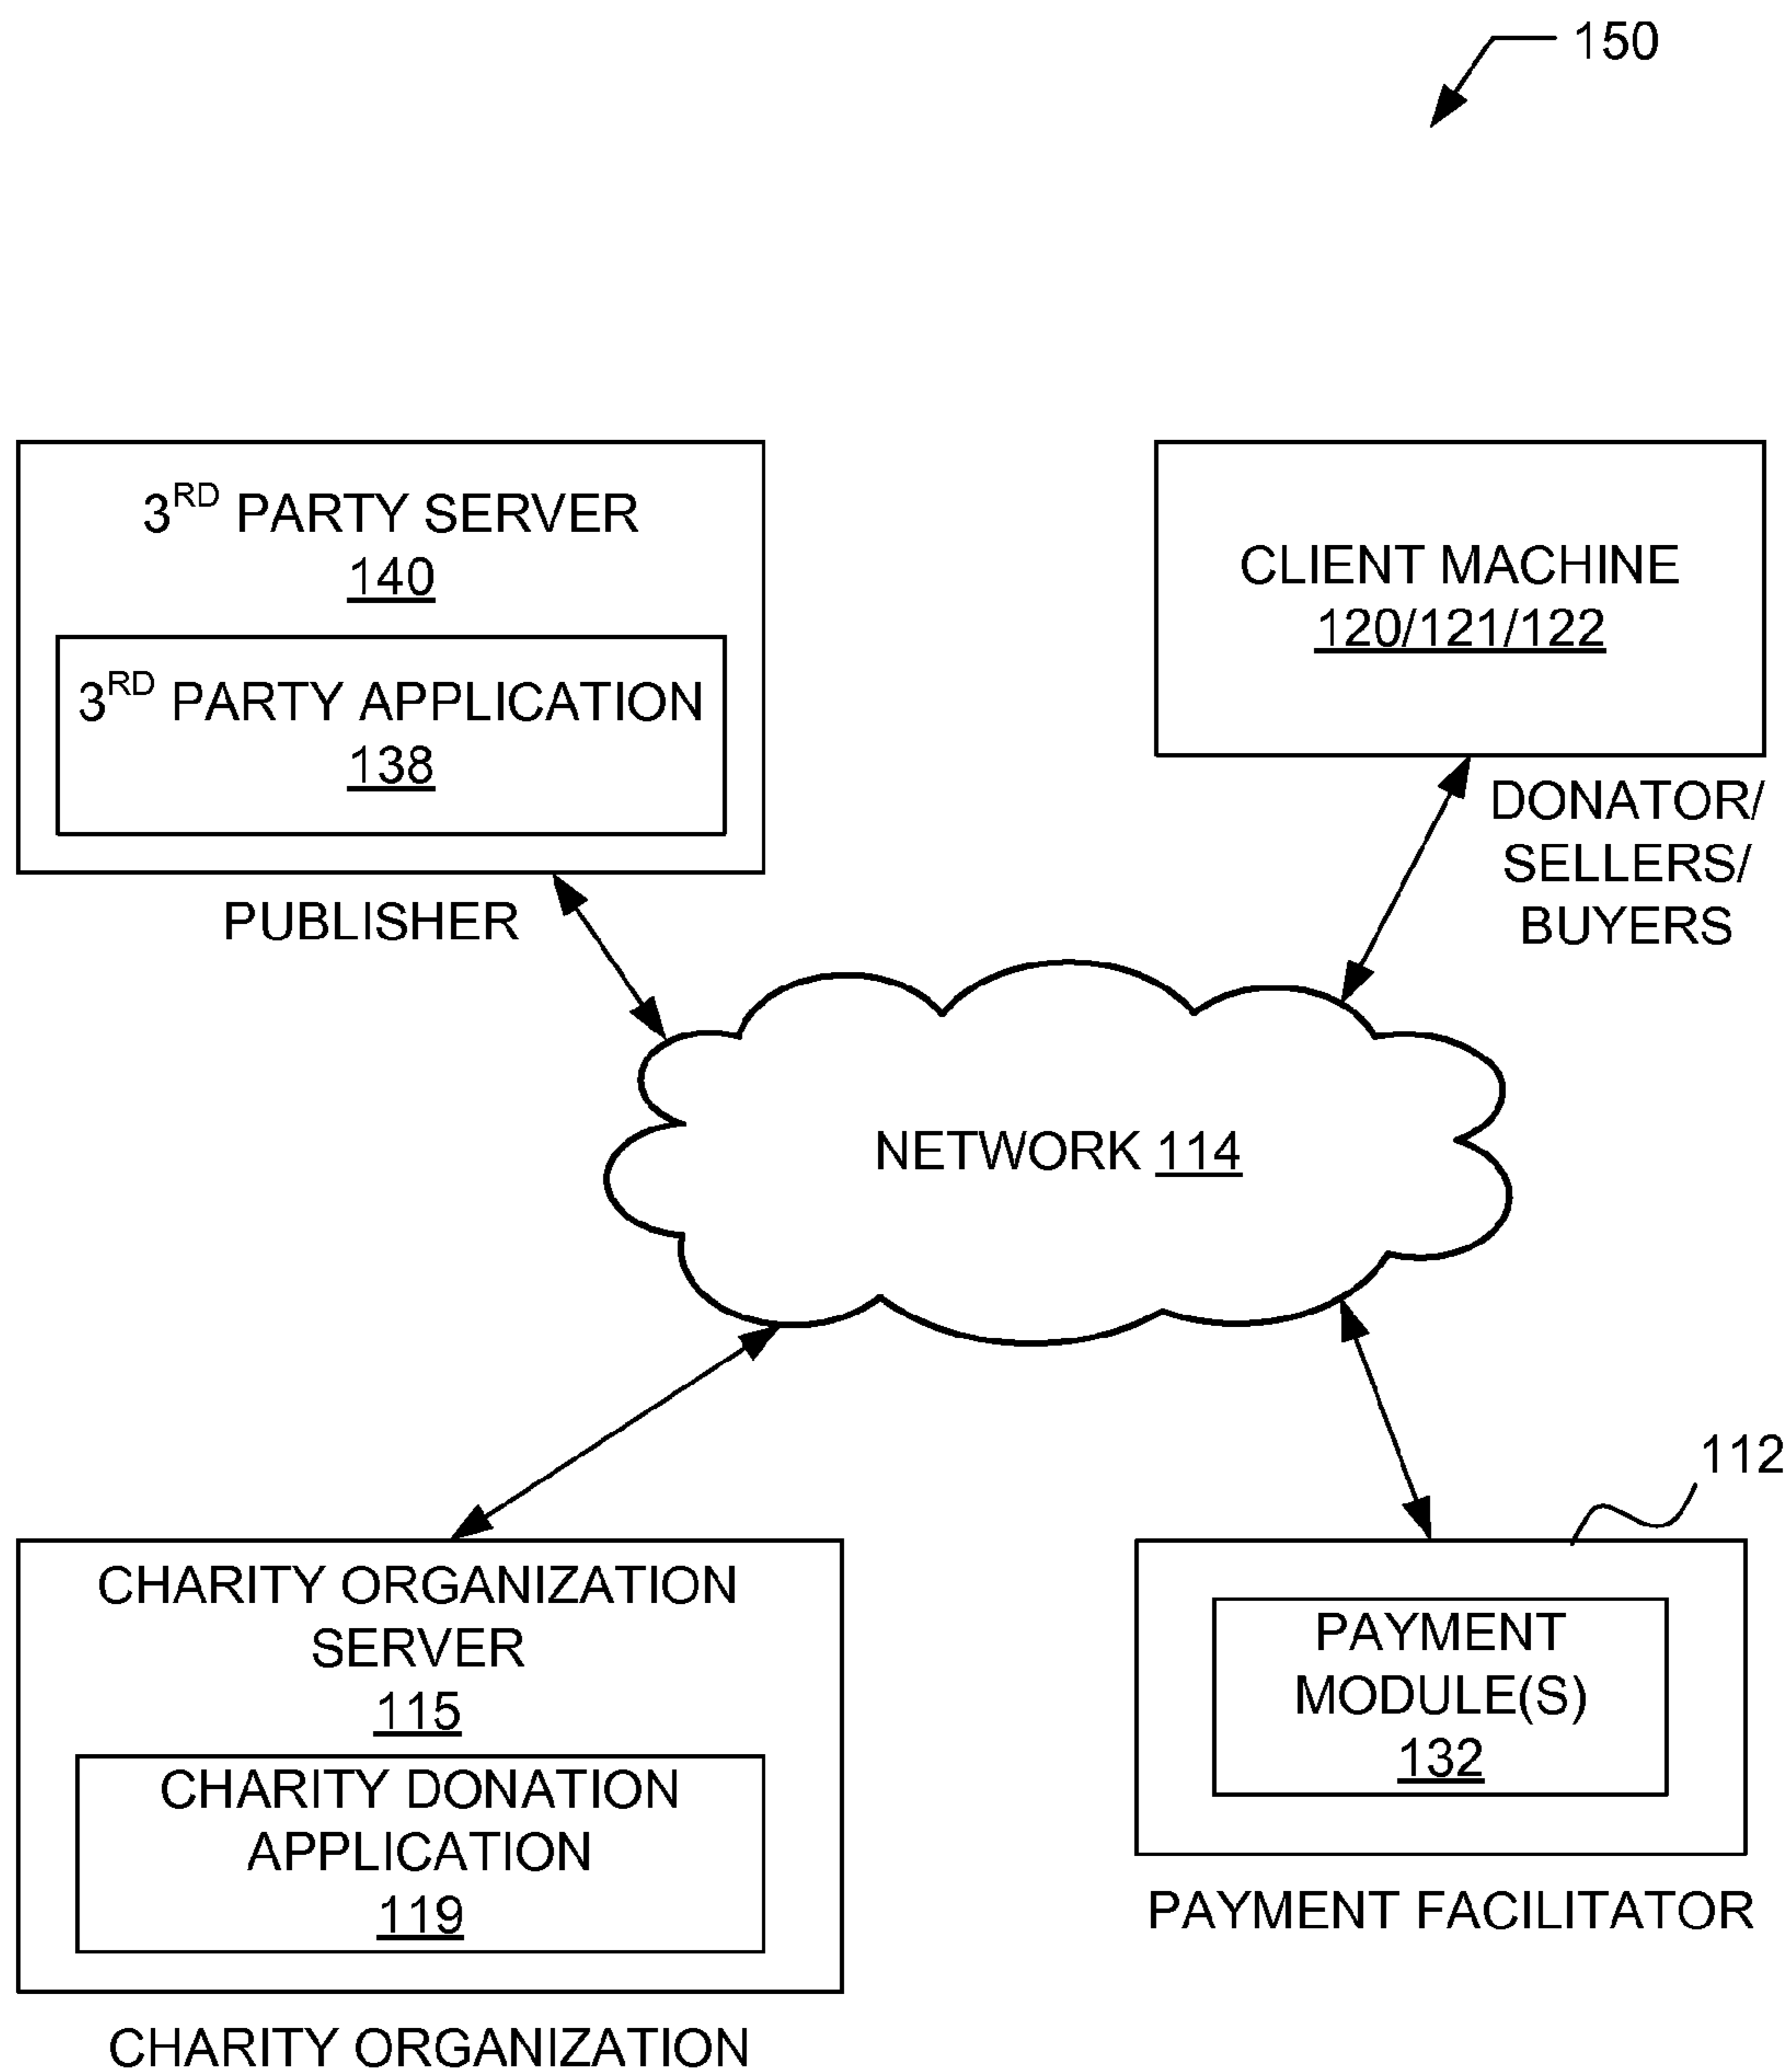 150
3RD PARTY SERVER
140
3RD PARTY APPLICATION
138
PUBLISHER
CLIENT MACHINE
120/121/122
DONATOR/
SELLERS/
BUYERS
NETWORK 114
CHARITY ORGANIZATION
SERVER
115
CHARITY DONATION
APPLICATION
119
CHARITY ORGANIZATION
112
PAYMENT
MODULE(S)
132
PAYMENT FACILITATOR